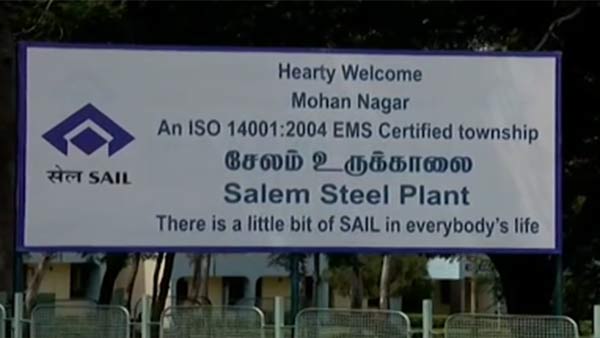 Hearty Welcome
Mohan Nagar
An ISO 14001:2004 EMS Certified township
சேலம் உருக்காலை
Salem Steel Plant
There is a little bit of SAIL in everybody's life
सेल SAIL